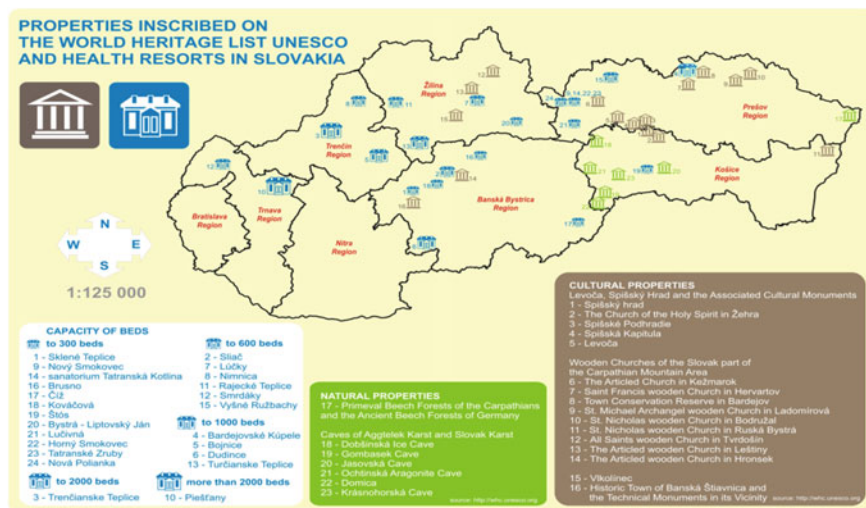 PROPERTIES INSCRIBED ON
THE WORLD HERITAGE LIST UNESCO
AND HEALTH RESORTS IN SLOVAKIA
Žilina
Region
Prešov
Region
Trenčín
Region
Košice
Region
Banská Bystrica
Region
Bratislava
Region
Trnava
Region
Nitra
Region
N
W E
S
1:125 000
CAPACITY OF BEDS
to 300 beds
1 - Sklené Teplice
9 - Nový Smokovec
14 - sanatorium Tatranská Kotlina
16 - Brusno
17 - Číž
18 - Kováčová
19 - Štós
20 - Bystrá - Liptovský Ján
21 - Lučivná
22 - Horný Smokovec
23 - Tatranské Zruby
24 - Nová Polianka
to 600 beds
2 - Sliač
7 - Lúčky
8 - Nimnica
11 - Rajecké Teplice
12 - Smrdáky
15 - Vyšné Ružbachy
to 1000 beds
4 - Bardejovské Kúpele
5 - Bojnice
6 - Dudince
13 - Turčianske Teplice
to 2000 beds
3 - Trenčianske Teplice
more than 2000 beds
10 - Piešťany
NATURAL PROPERTIES
17 - Primeval Beech Forests of the Carpathians
and the Ancient Beech Forests of Germany
Caves of Aggtelek Karst and Slovak Karst
18 - Dobšinská Ice Cave
19 - Gombasek Cave
20 - Jasovská Cave
21 - Ochtinská Aragonite Cave
22 - Domica
23 - Krásnohorská Cave
source: http://whc.unesco.org
CULTURAL PROPERTIES
Levoča, Spišský Hrad and the Associated Cultural Monuments
1 - Spišský hrad
2 - The Church of the Holy Spirit in Žehra
3 - Spišské Podhradie
4 - Spišská Kapitula
5 - Levoča
Wooden Churches of the Slovak part of
the Carpathian Mountain Area
6 - The Articled Church in Kežmarok
7 - Saint Francis wooden Church in Hervartov
8 - Town Conservation Reserve in Bardejov
9 - St. Michael Archangel wooden Church in Ladomirová
10 - St. Nicholas wooden Church in Bodružal
11 - St. Nicholas wooden Church in Ruská Bystrá
12 - All Saints wooden Church in Tvrdošín
13 - The Articled wooden Church in Leštiny
14 - The Articled wooden Church in Hronsek
15 - Vlkolínec
16 - Historic Town of Banská Štiavnica and
the Technical Monuments in its Vicinity
source: http://whc.unesco.org